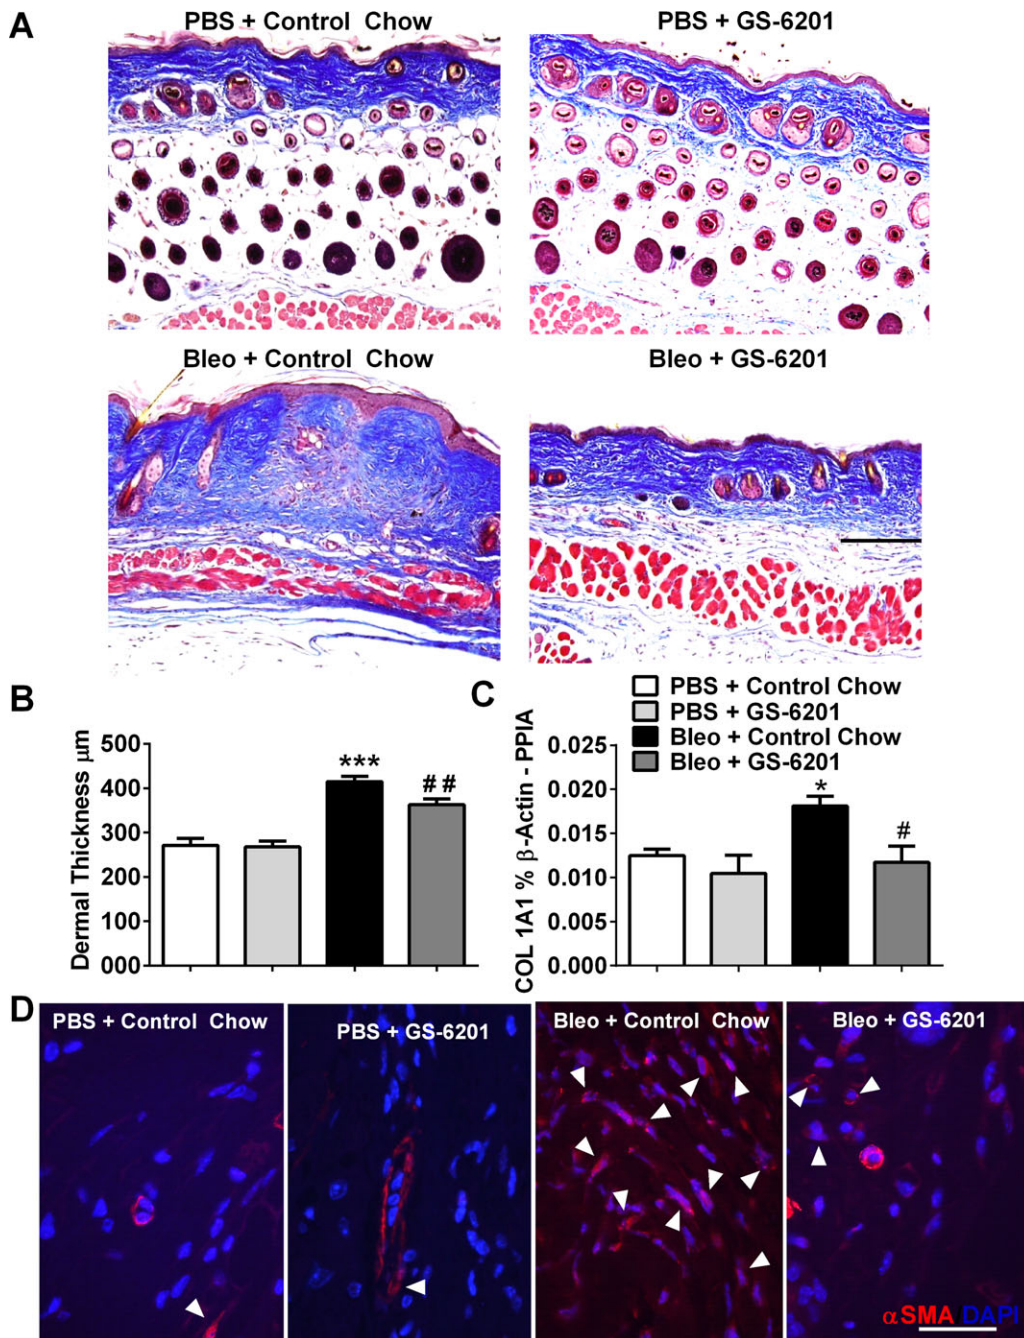 A
PBS + Control Chow
PBS + GS-6201
Bleo + Control Chow
Bleo + GS-6201
B
Dermal Thickness μm
500
400
300
200
000
***
##
C
PBS + Control Chow
PBS + GS-6201
Bleo + Control Chow
Bleo + GS-6201
COL 1A1 % β-Actin - PPIA
0.025
0.020
0.015
0.010
0.005
0.000
*
#
D
PBS + Control Chow
PBS + GS-6201
Bleo + Control Chow
Bleo + GS-6201
αSMA/DAPI